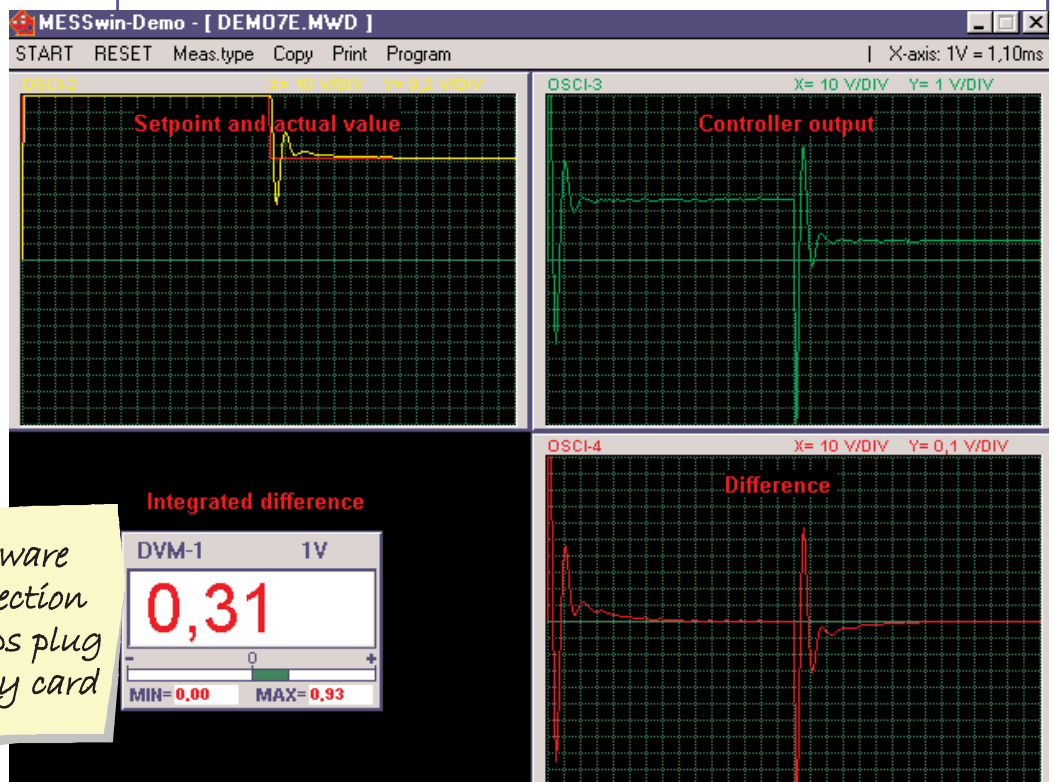 MESSwin-Demo - [ DEMO7E.MWD ]
START RESET Meas.type Copy Print Program | X-axis: 1V = 1,10ms
OSCI-2 X= 10 V/DIV Y= 0,2 V/DIV
Setpoint and actual value
OSCI-3 X= 10 V/DIV Y= 1 V/DIV
Controller output
Integrated difference
DVM-1 1V
0,31
- 0 +
MIN= 0,00 MAX= 0,93
OSCI-4 X= 10 V/DIV Y= 0,1 V/DIV
Difference
ware
ection
os plug
y card